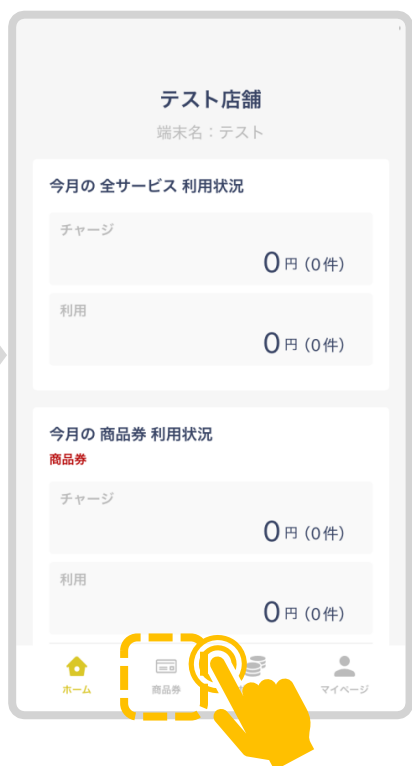 テスト店舗
端末名：テスト
今月の 全サービス 利用状況
チャージ
0 円 (0件)
利用
0 円 (0件)
今月の 商品券 利用状況
商品券
チャージ
0 円 (0件)
利用
0 円 (0件)
ホーム
商品券
マイページ